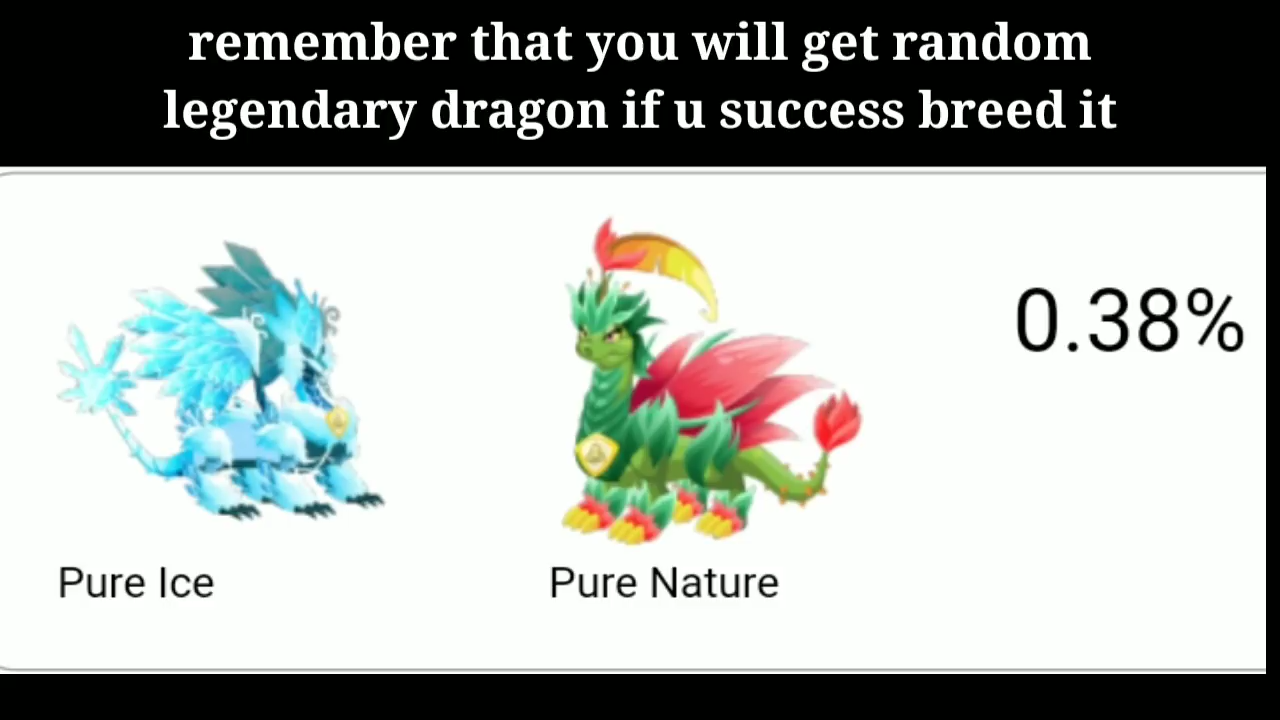 remember that you will get random
legendary dragon if u success breed it
0.38%
Pure Ice
Pure Nature